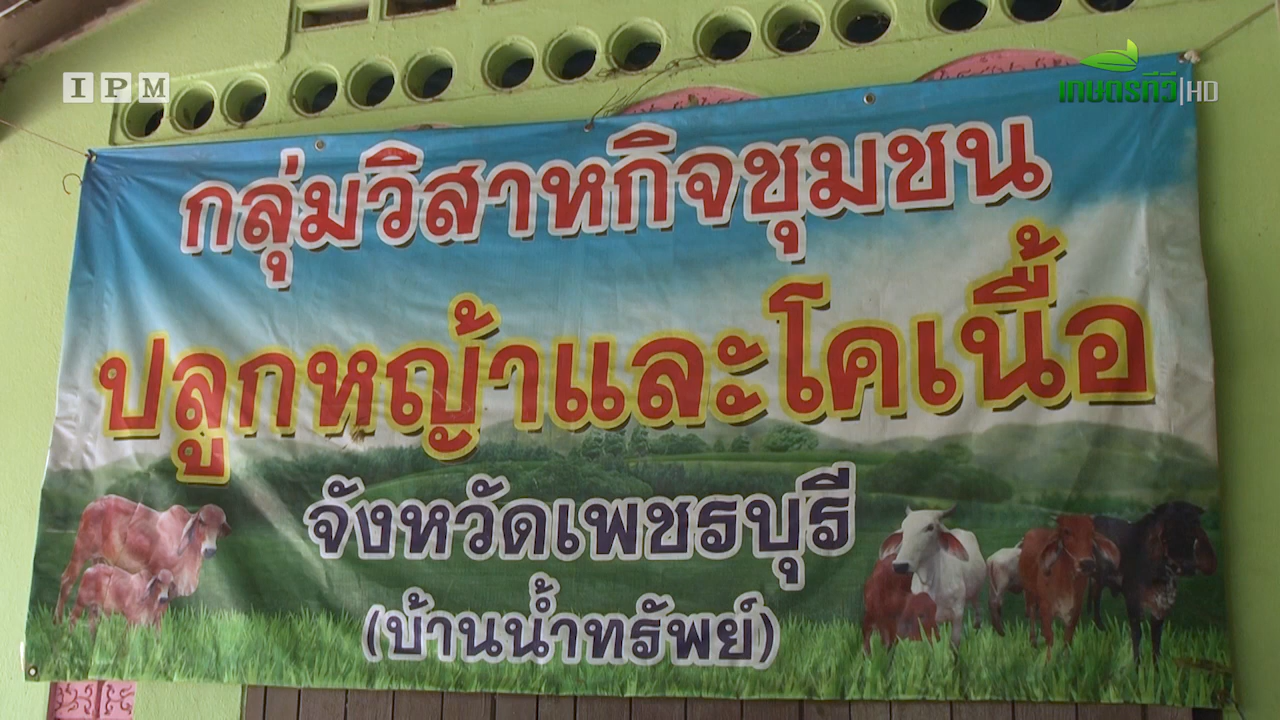 IPM
เกษตรทีวี|HD
กลุ่มวิสาหกิจชุมชน
ปลูกหญ้าและโคเนื้อ
จังหวัดเพชรบุรี
(บ้านน้ำทรัพย์)